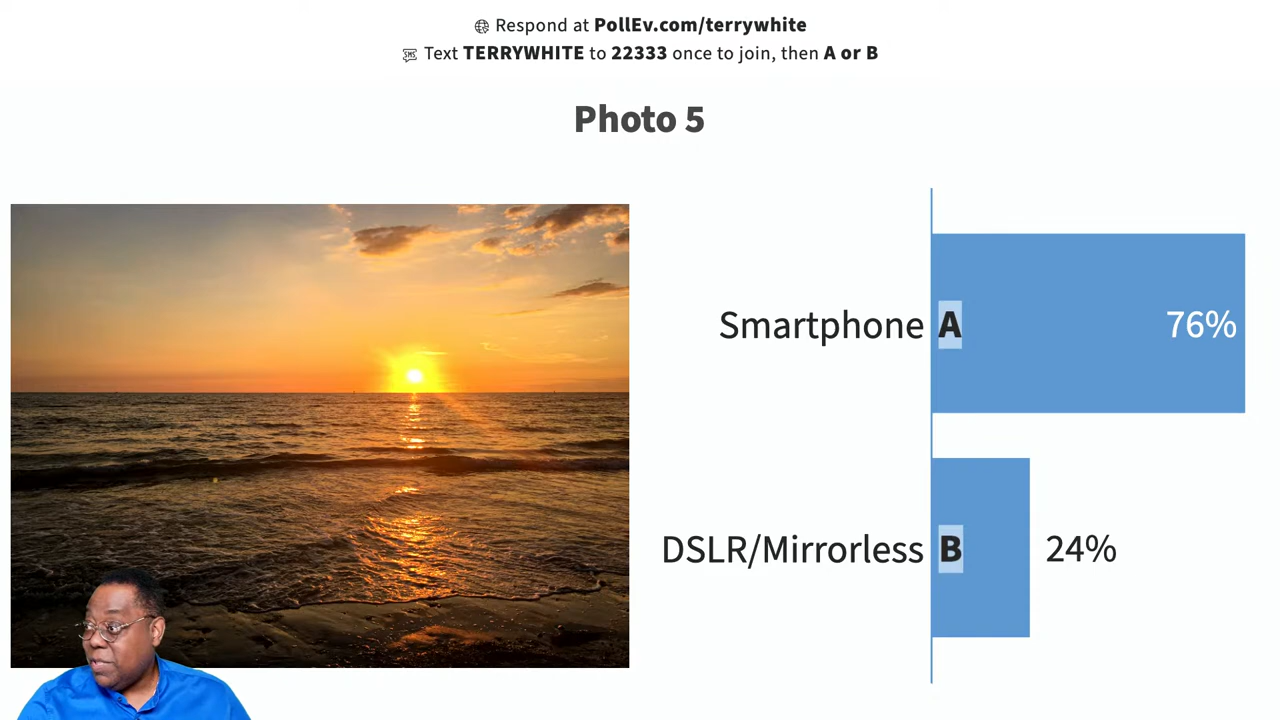 Respond at PollEv.com/terrywhite
Text TERRYWHITE to 22333 once to join, then A or B
Photo 5
Smartphone A 76%
DSLR/Mirrorless B 24%